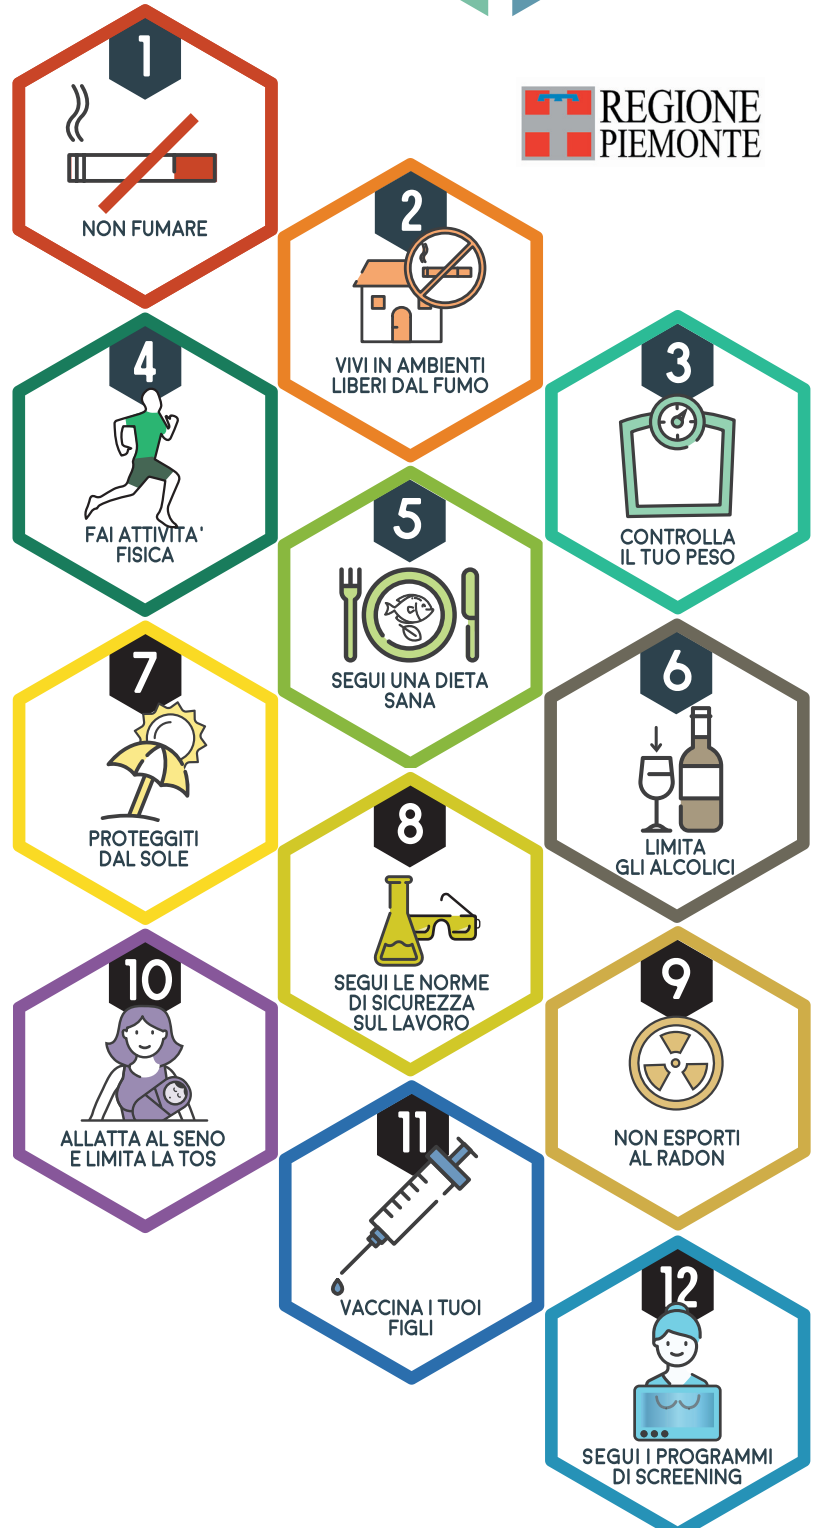 1
NON FUMARE
REGIONE
PIEMONTE
2
VIVI IN AMBIENTI
LIBERI DAL FUMO
3
CONTROLLA
IL TUO PESO
4
FAI ATTIVITA'
FISICA
5
SEGUI UNA DIETA
SANA
6
LIMITA
GLI ALCOLICI
7
PROTEGGITI
DAL SOLE
8
SEGUI LE NORME
DI SICUREZZA
SUL LAVORO
9
NON ESPORTI
AL RADON
10
ALLATTA AL SENO
E LIMITA LA TOS
11
VACCINA I TUOI
FIGLI
12
SEGUI I PROGRAMMI
DI SCREENING